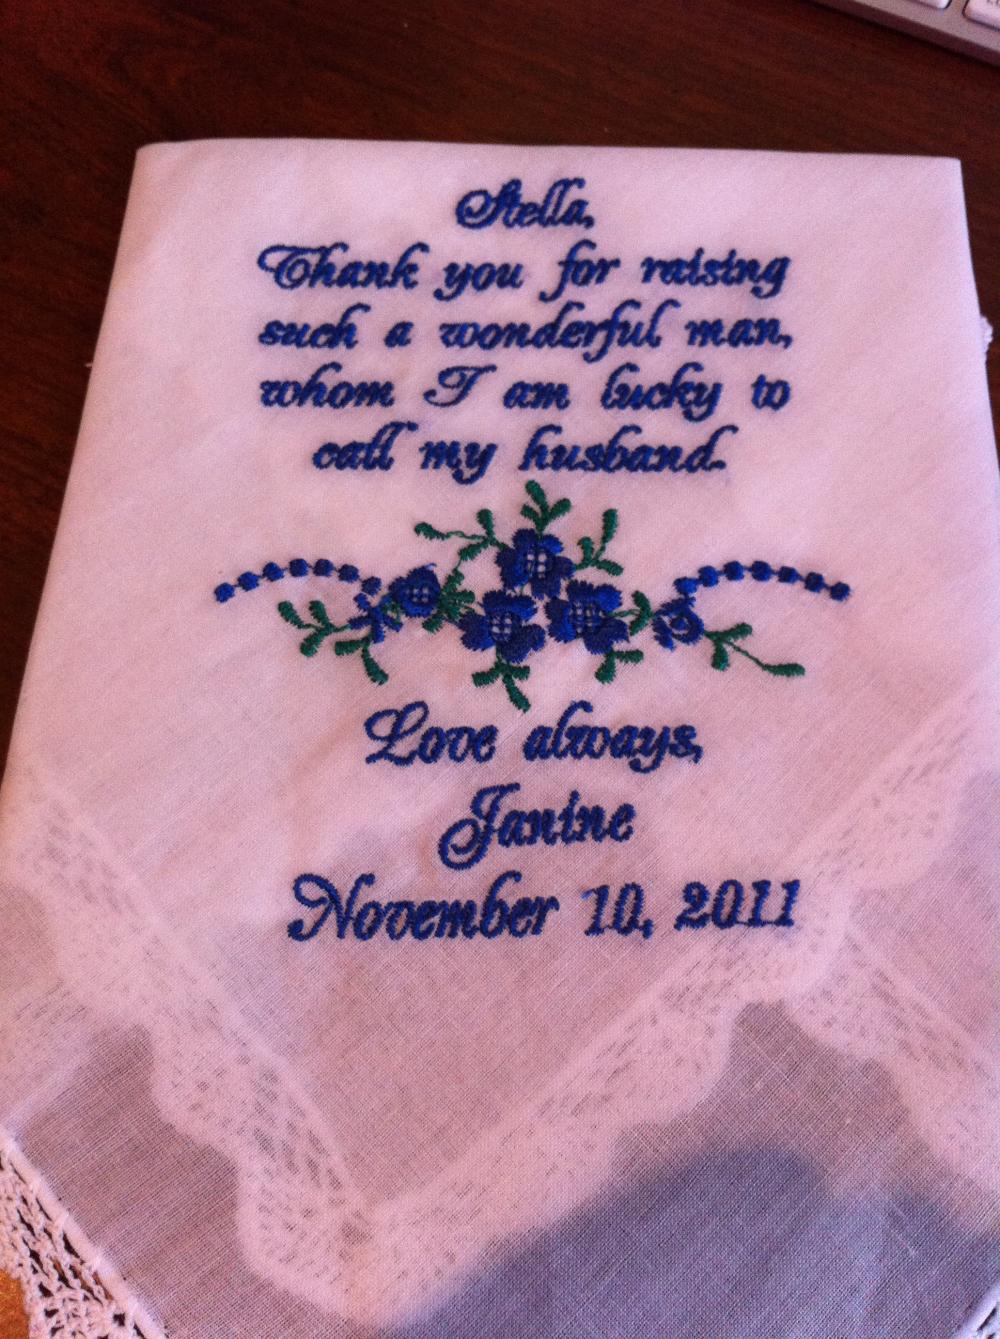 Stella,
Thank you for raising
such a wonderful man,
whom I am lucky to
call my husband.
Love always,
Janine
November 10, 2011